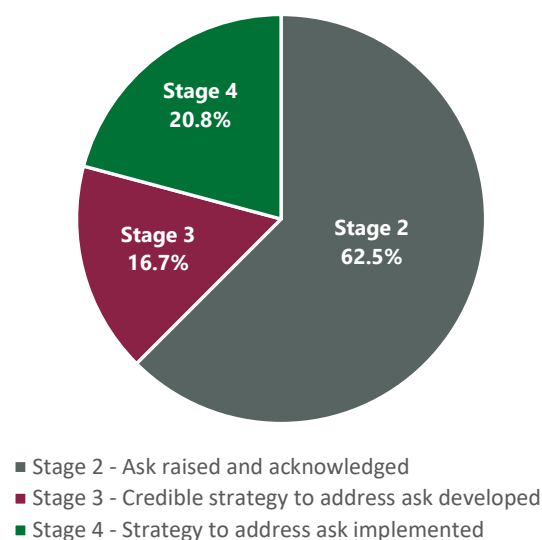 Stage 4
20.8%
Stage 2
62.5%
Stage 3
16.7%
Stage 2 - Ask raised and acknowledged
Stage 3 - Credible strategy to address ask developed
Stage 4 - Strategy to address ask implemented